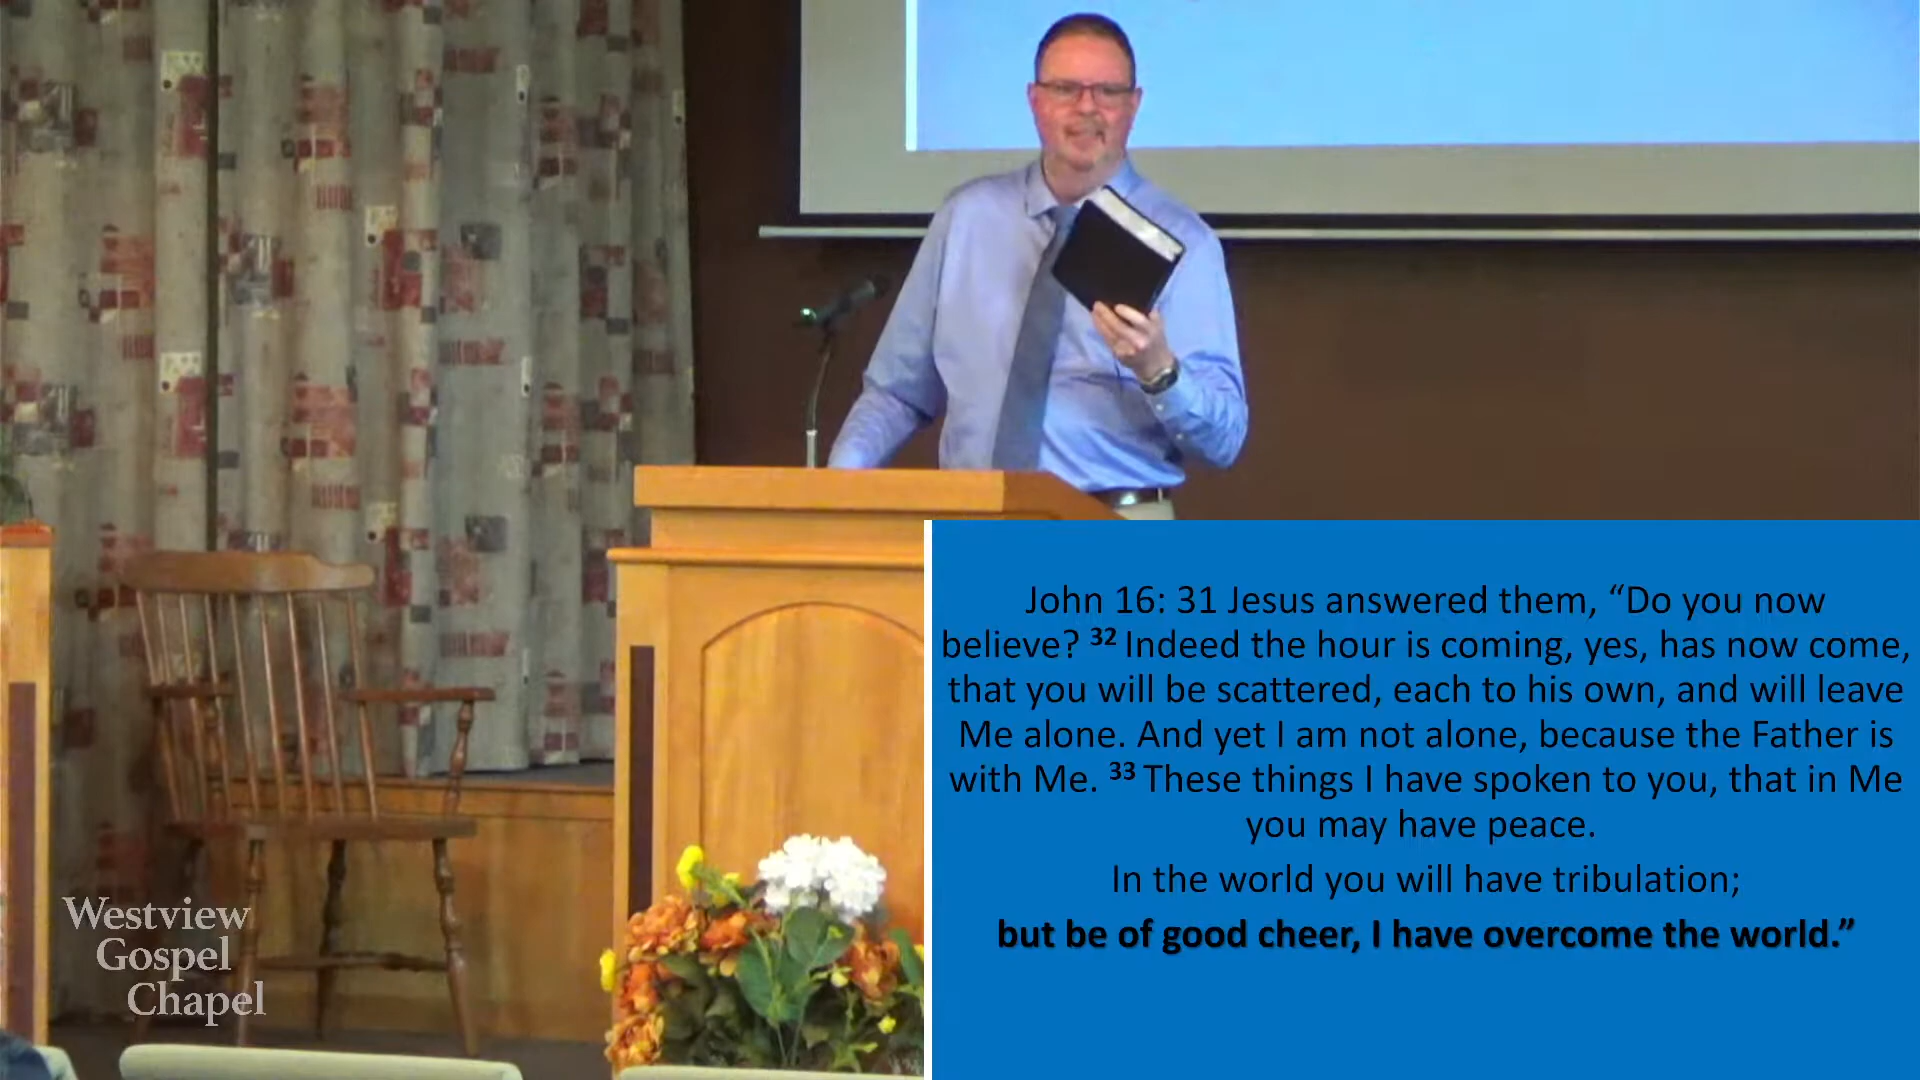 John 16: 31 Jesus answered them, “Do you now
believe? 32 Indeed the hour is coming, yes, has now come,
that you will be scattered, each to his own, and will leave
Me alone. And yet I am not alone, because the Father is
with Me. 33 These things I have spoken to you, that in Me
you may have peace.
In the world you will have tribulation;
but be of good cheer, I have overcome the world.”
Westview
Gospel
Chapel